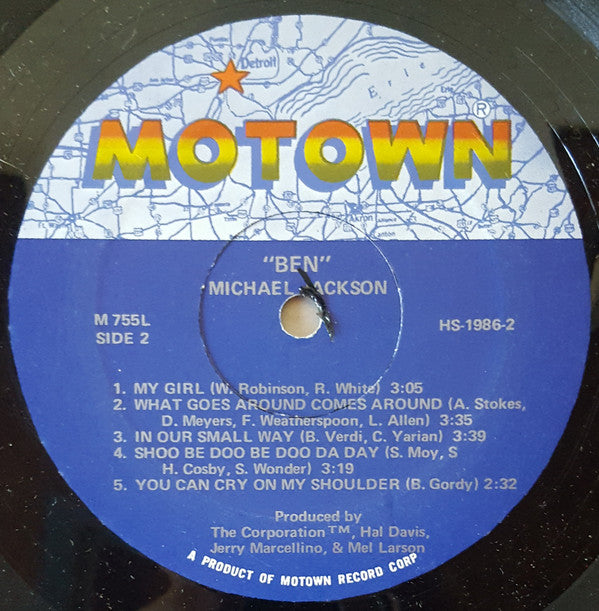 Detroit
Erie
MOTOWN®
Akron
Canton
"BEN"
MICHAEL JACKSON
M 755L
HS-1986-2
SIDE 2
1. MY GIRL (W. Robinson, R. White) 3:05
2. WHAT GOES AROUND COMES AROUND (A. Stokes,
D. Meyers, F. Weatherspoon, L. Allen) 3:35
3. IN OUR SMALL WAY (B. Verdi, C. Yarian) 3:39
4. SHOO BE DOO BE DOO DA DAY (S. Moy, S
H. Cosby, S. Wonder) 3:19
5. YOU CAN CRY ON MY SHOULDER (B. Gordy) 2:32
Produced by
The Corporation™, Hal Davis,
Jerry Marcellino, & Mel Larson
A PRODUCT OF MOTOWN RECORD CORP